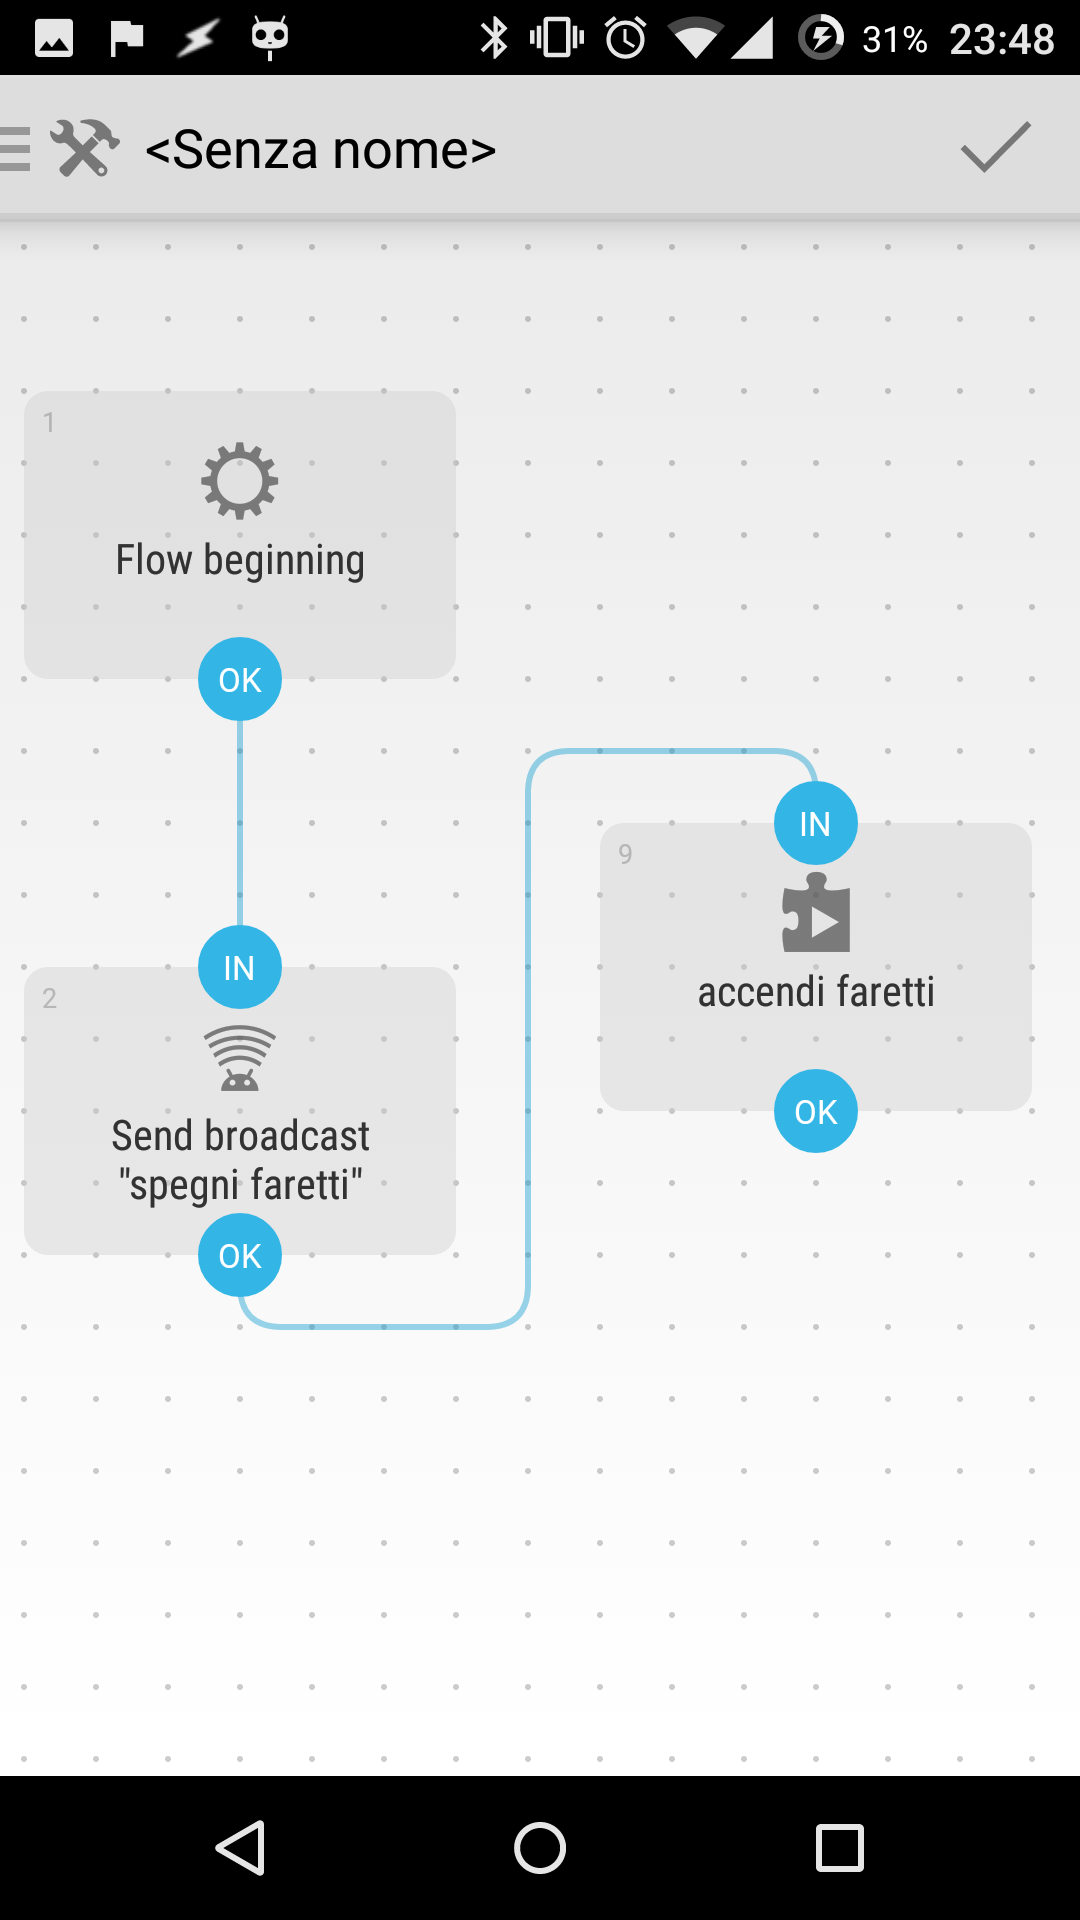 31% 23:48
<Senza nome>
1
Flow beginning
OK
IN
9
accendi faretti
OK
IN
2
Send broadcast
"spegni faretti"
OK